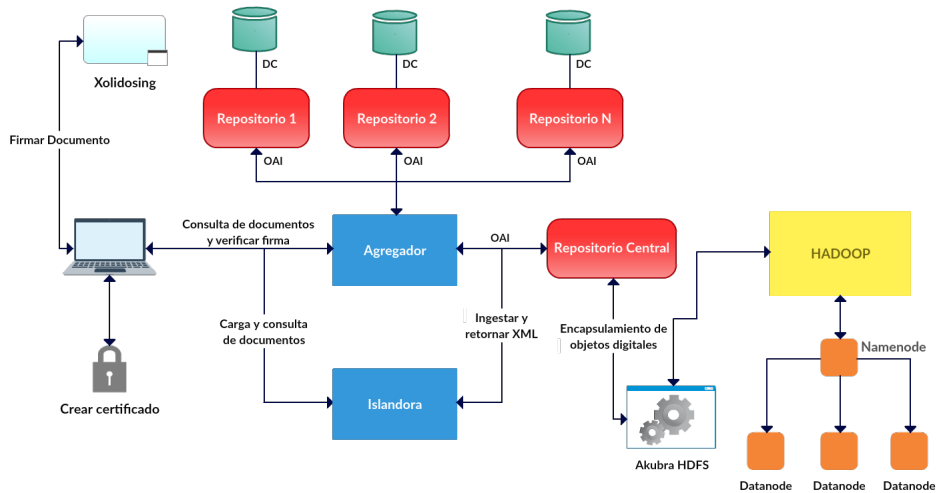 Xolidosing
Firmar Documento
DC
DC
DC
Repositorio 1
Repositorio 2
Repositorio N
OAI
OAI
OAI
Consulta de documentos
y verificar firma
Agregador
OAI
Repositorio Central
HADOOP
Carga y consulta
de documentos
Ingestar y
retornar XML
Encapsulamiento de
objetos digitales
Namenode
Crear certificado
Islandora
Akubra HDFS
Datanode
Datanode
Datanode